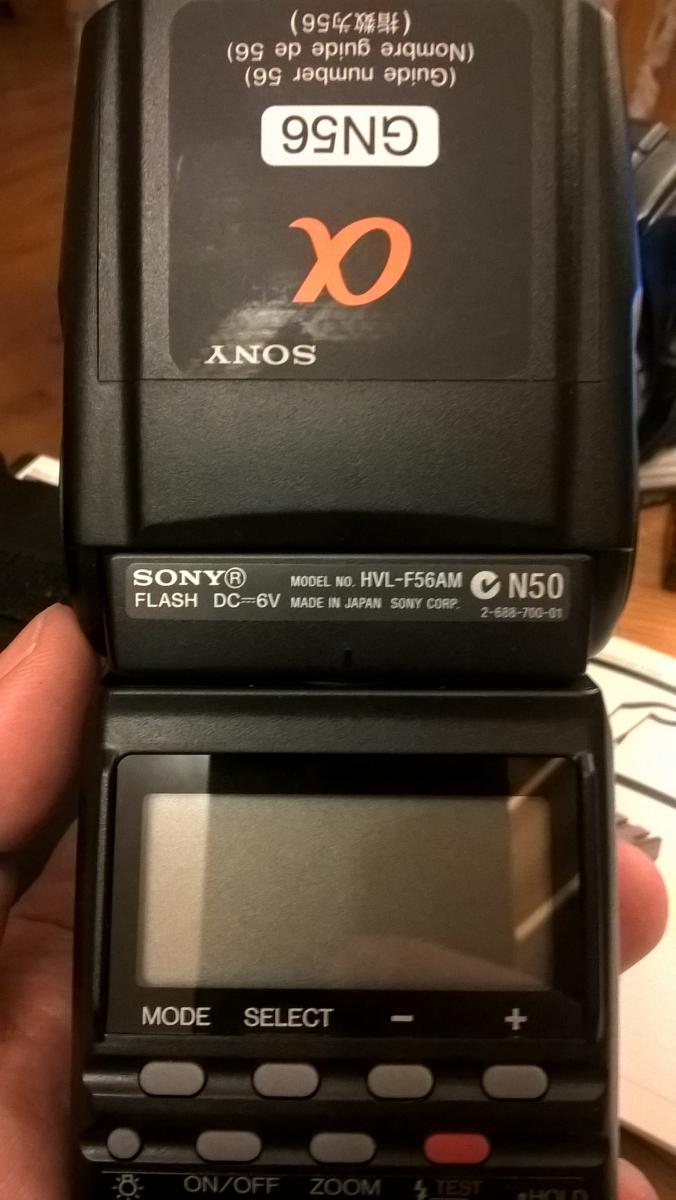 (指数为56)
(Nombre guide de 56)
(Guide number 56)
GN56
α
SONY
SONY® MODEL NO. HVL-F56AM N50
FLASH DC⎓6V MADE IN JAPAN SONY CORP. 2-688-700-01
MODE SELECT − +
ON/OFF ZOOM TEST